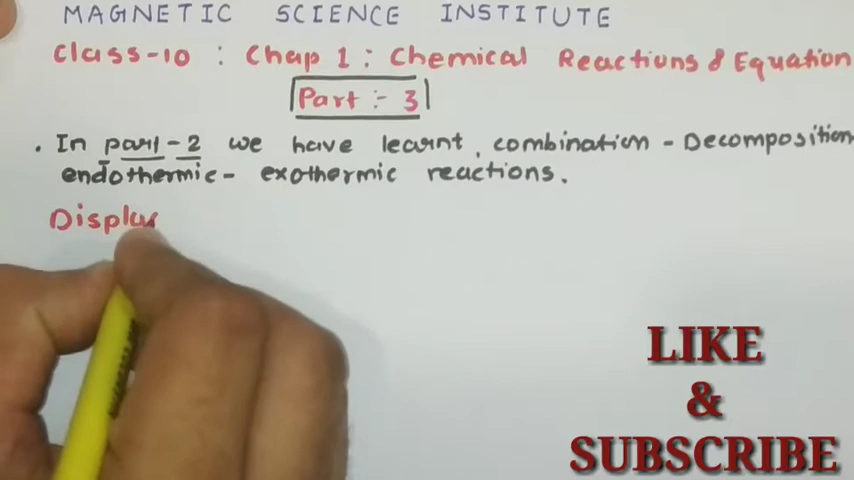 MAGNETIC SCIENCE INSTITUTE
Class-10 : Chap 1 : Chemical Reactions & Equation
Part :- 3
. In part-2 we have learnt, combination - Decomposition
endothermic - exothermic reactions.
Displa
LIKE
&
SUBSCRIBE